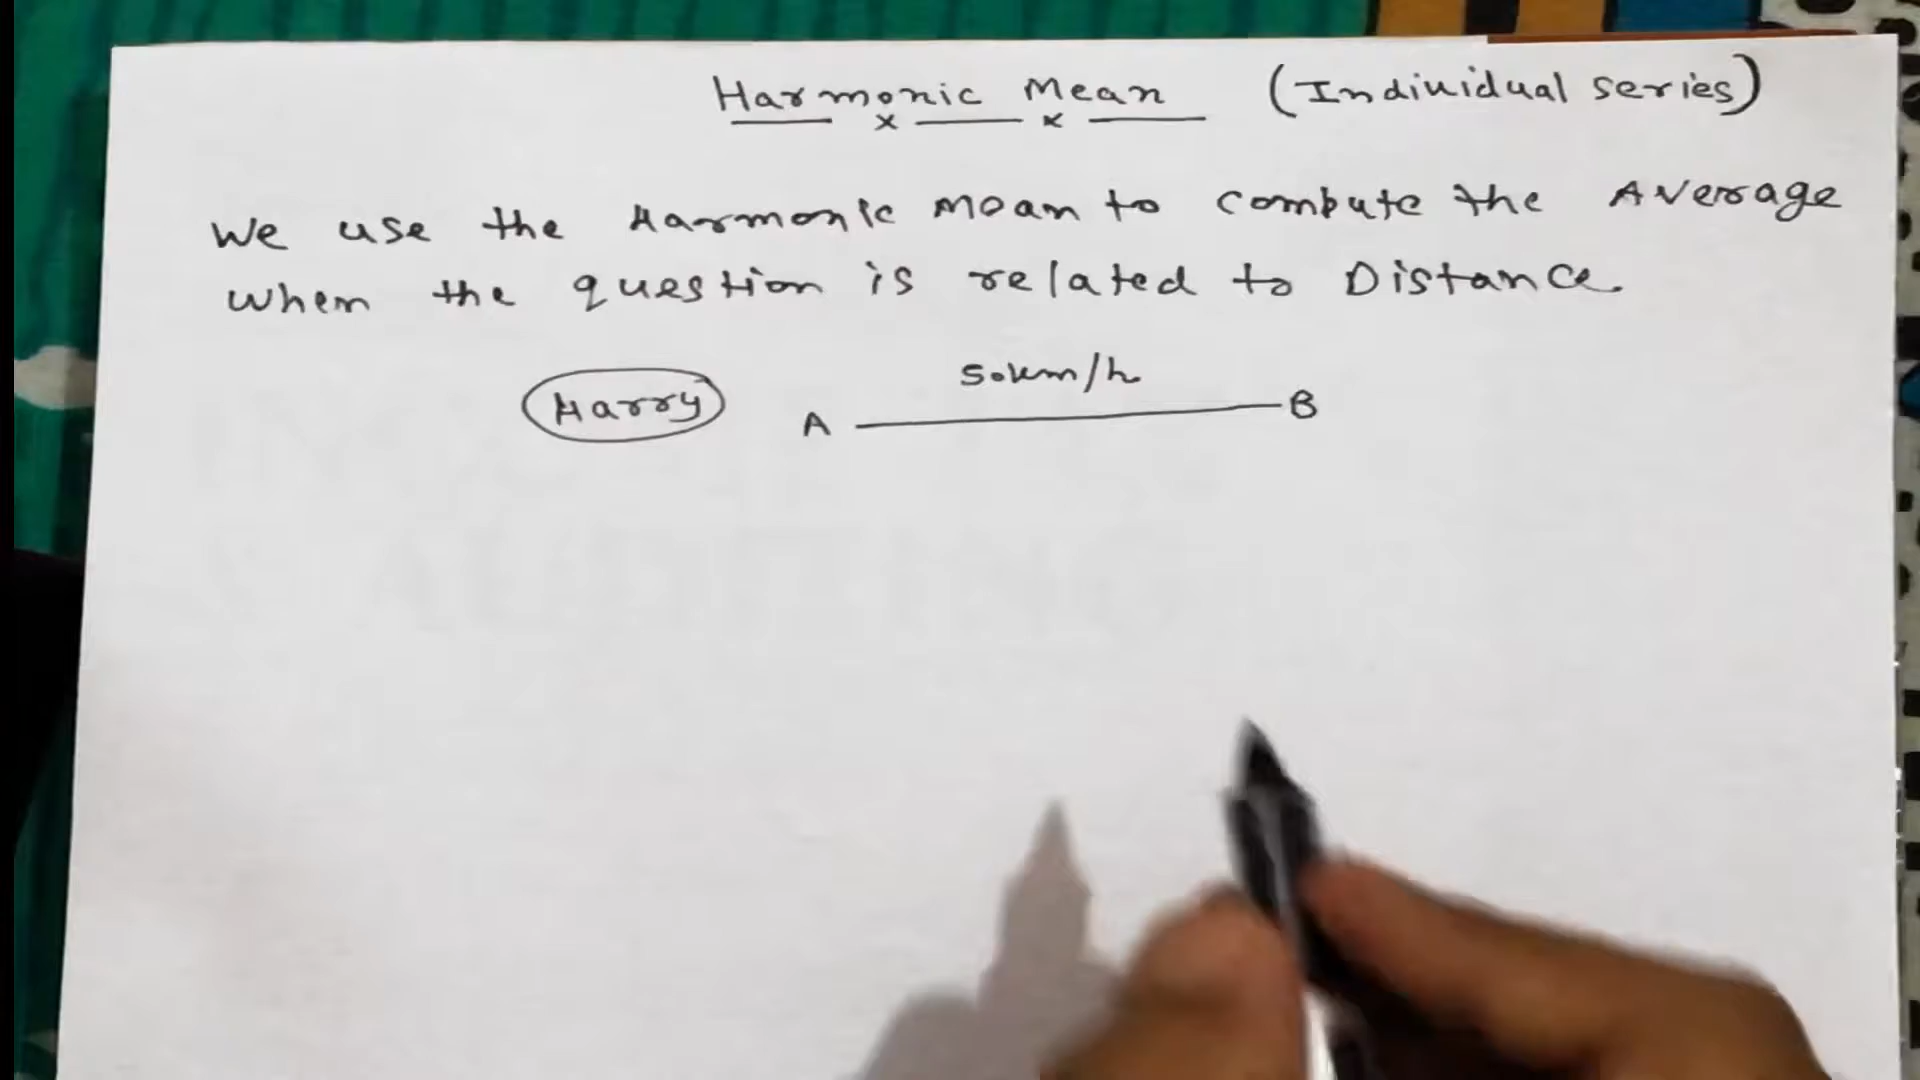 Harmonic Mean (Individual series)
We use the Harmonic Mean to compute the Average
when the question is related to Distance.
50km/h
Harry A B